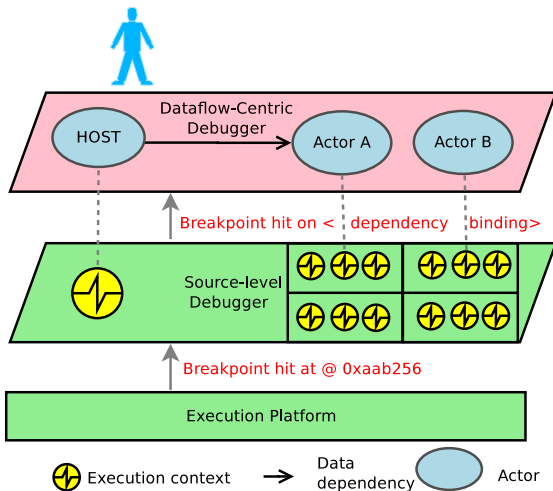 Dataflow-Centric
Debugger
HOST
Actor A
Actor B
Breakpoint hit on < dependency binding>
Source-level
Debugger
Breakpoint hit at @ 0xaab256
Execution Platform
Execution context
Data
dependency
Actor